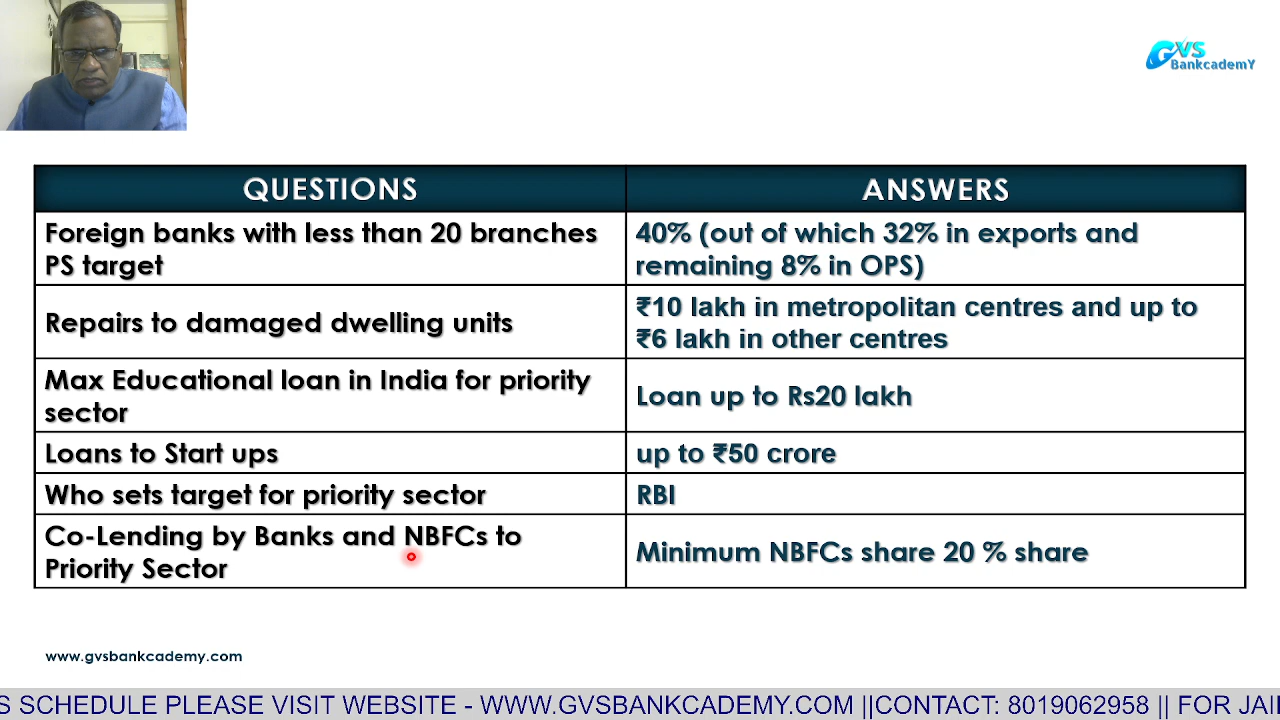 GVS
BankcademY
QUESTIONS
ANSWERS
Foreign banks with less than 20 branches
PS target
40% (out of which 32% in exports and
remaining 8% in OPS)
Repairs to damaged dwelling units
₹10 lakh in metropolitan centres and up to
₹6 lakh in other centres
Max Educational loan in India for priority
sector
Loan up to Rs20 lakh
Loans to Start ups
up to ₹50 crore
Who sets target for priority sector
RBI
Co-Lending by Banks and NBFCs to
Priority Sector
Minimum NBFCs share 20 % share
www.gvsbankcademy.com
S SCHEDULE PLEASE VISIT WEBSITE - WWW.GVSBANKCADEMY.COM ||CONTACT: 8019062958 || FOR JAI